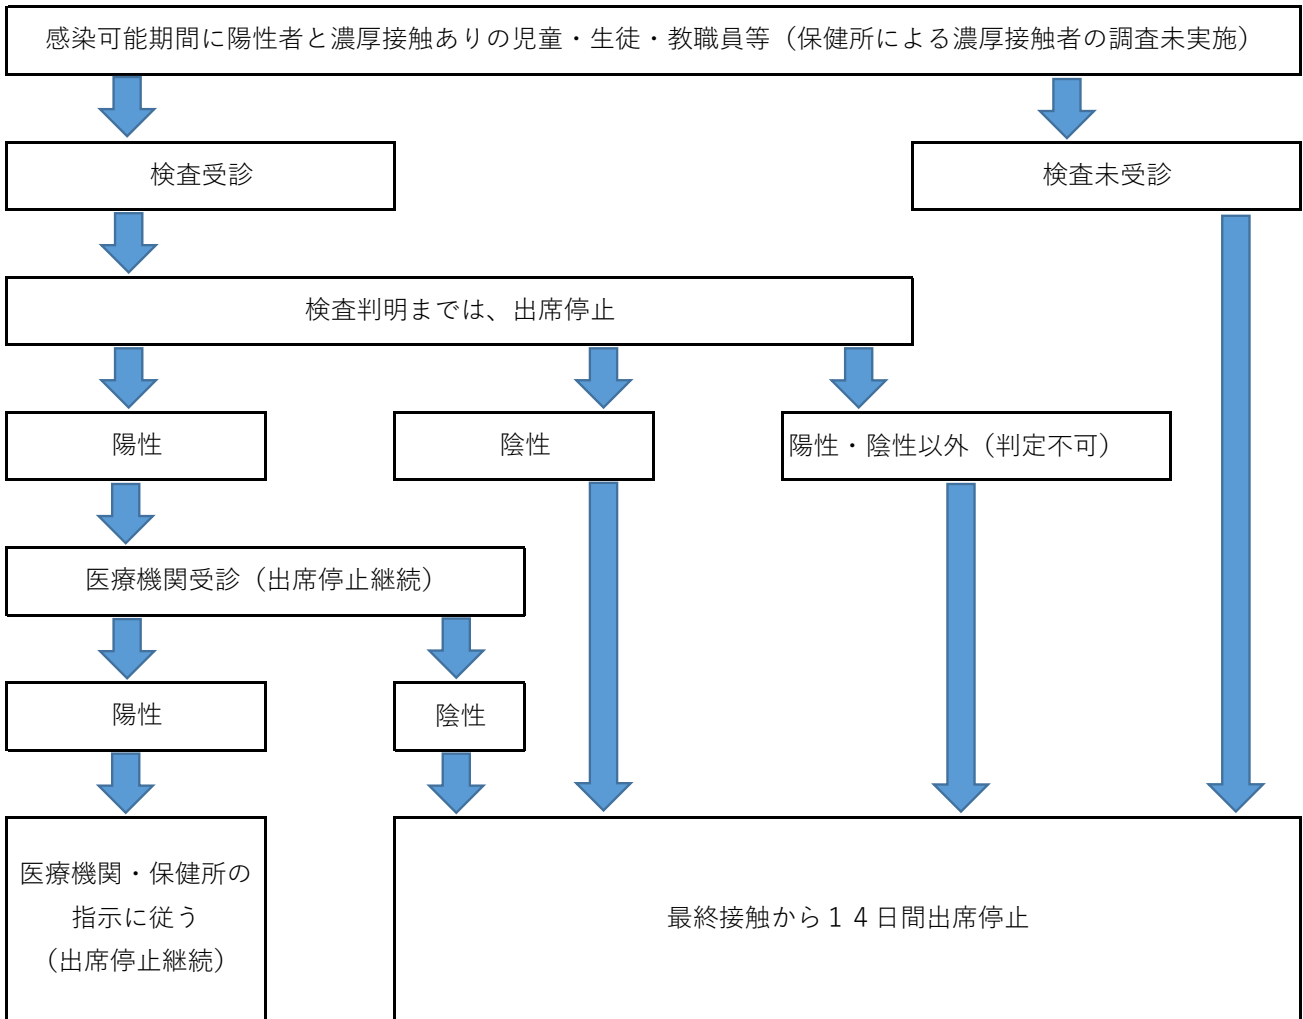 感染可能期間に陽性者と濃厚接触ありの児童・生徒・教職員等（保健所による濃厚接触者の調査未実施）
検査受診
検査未受診
検査判明までは、出席停止
陽性
陰性
陽性・陰性以外（判定不可）
医療機関受診（出席停止継続）
陽性
陰性
医療機関・保健所の
指示に従う
（出席停止継続）
最終接触から１４日間出席停止